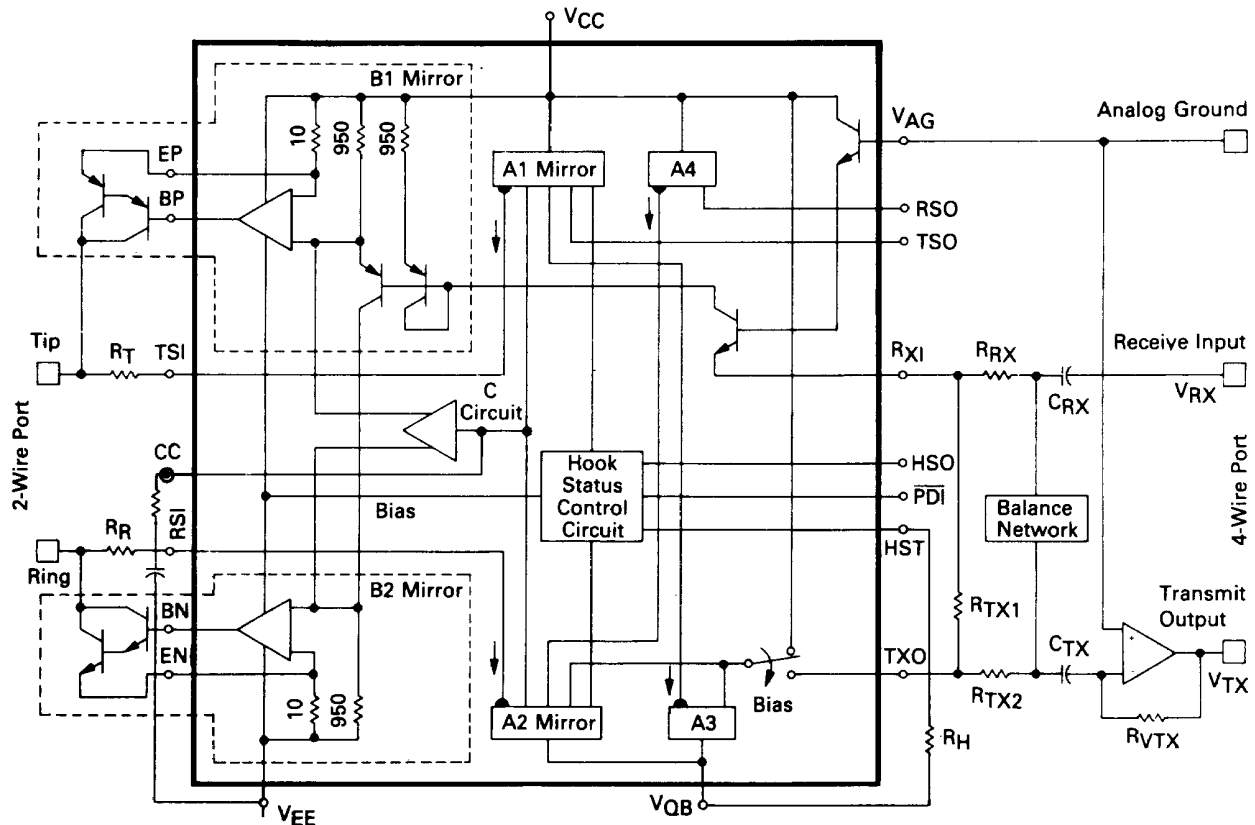 VCC
B1 Mirror
10
950
950
VAG
Analog Ground
EP
BP
A1 Mirror
A4
RSO
TSO
Tip
RT
TSI
RXI
RRX
Receive Input
CRX
VRX
C
Circuit
2-Wire Port
CC
Hook
Status
Control
Circuit
HSO
PDI
HST
Bias
Balance
Network
4-Wire Port
RR
RSI
Ring
B2 Mirror
BN
EN
10
950
RTX1
Transmit
Output
TXO
CTX
RTX2
VTX
Bias
A2 Mirror
A3
RH
RVTX
VEE
VQB